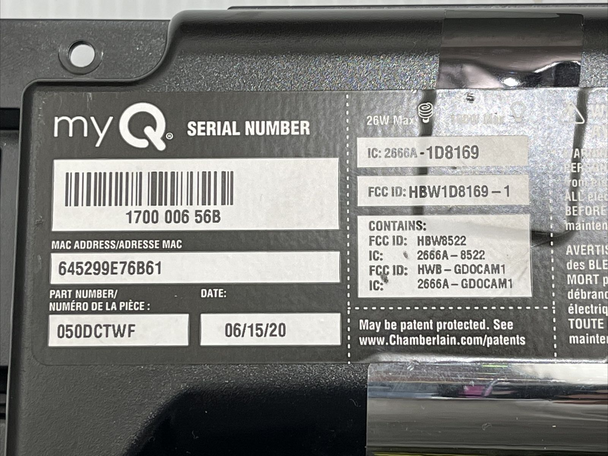 myQ® SERIAL NUMBER
1700 006 56B
MAC ADDRESS/ADRESSE MAC
645299E76B61
PART NUMBER/
NUMÉRO DE LA PIÈCE :
050DCTWF
DATE:
06/15/20
26W Max
IC: 2666A-1D8169
FCC ID: HBW1D8169-1
CONTAINS:
FCC ID: HBW8522
IC: 2666A-8522
FCC ID: HWB-GDOCAM1
IC: 2666A-GDOCAM1
May be patent protected. See
www.Chamberlain.com/patents
ALL
BEFORE
AVERTIS
des BLE
MORT
électriq
TOUTE